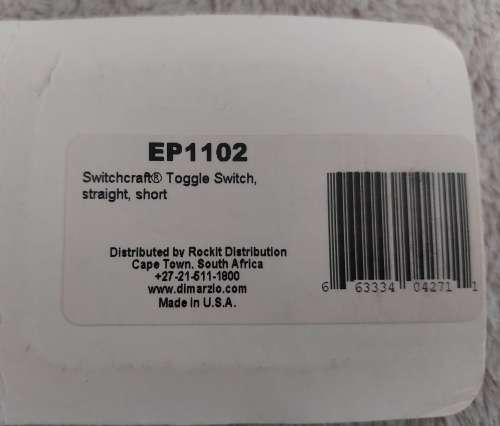 EP1102
Switchcraft® Toggle Switch,
straight, short
Distributed by Rockit Distribution
Cape Town, South Africa
+27-21-511-1800
www.dimarzio.com
Made in U.S.A.
6 63334 04271 1